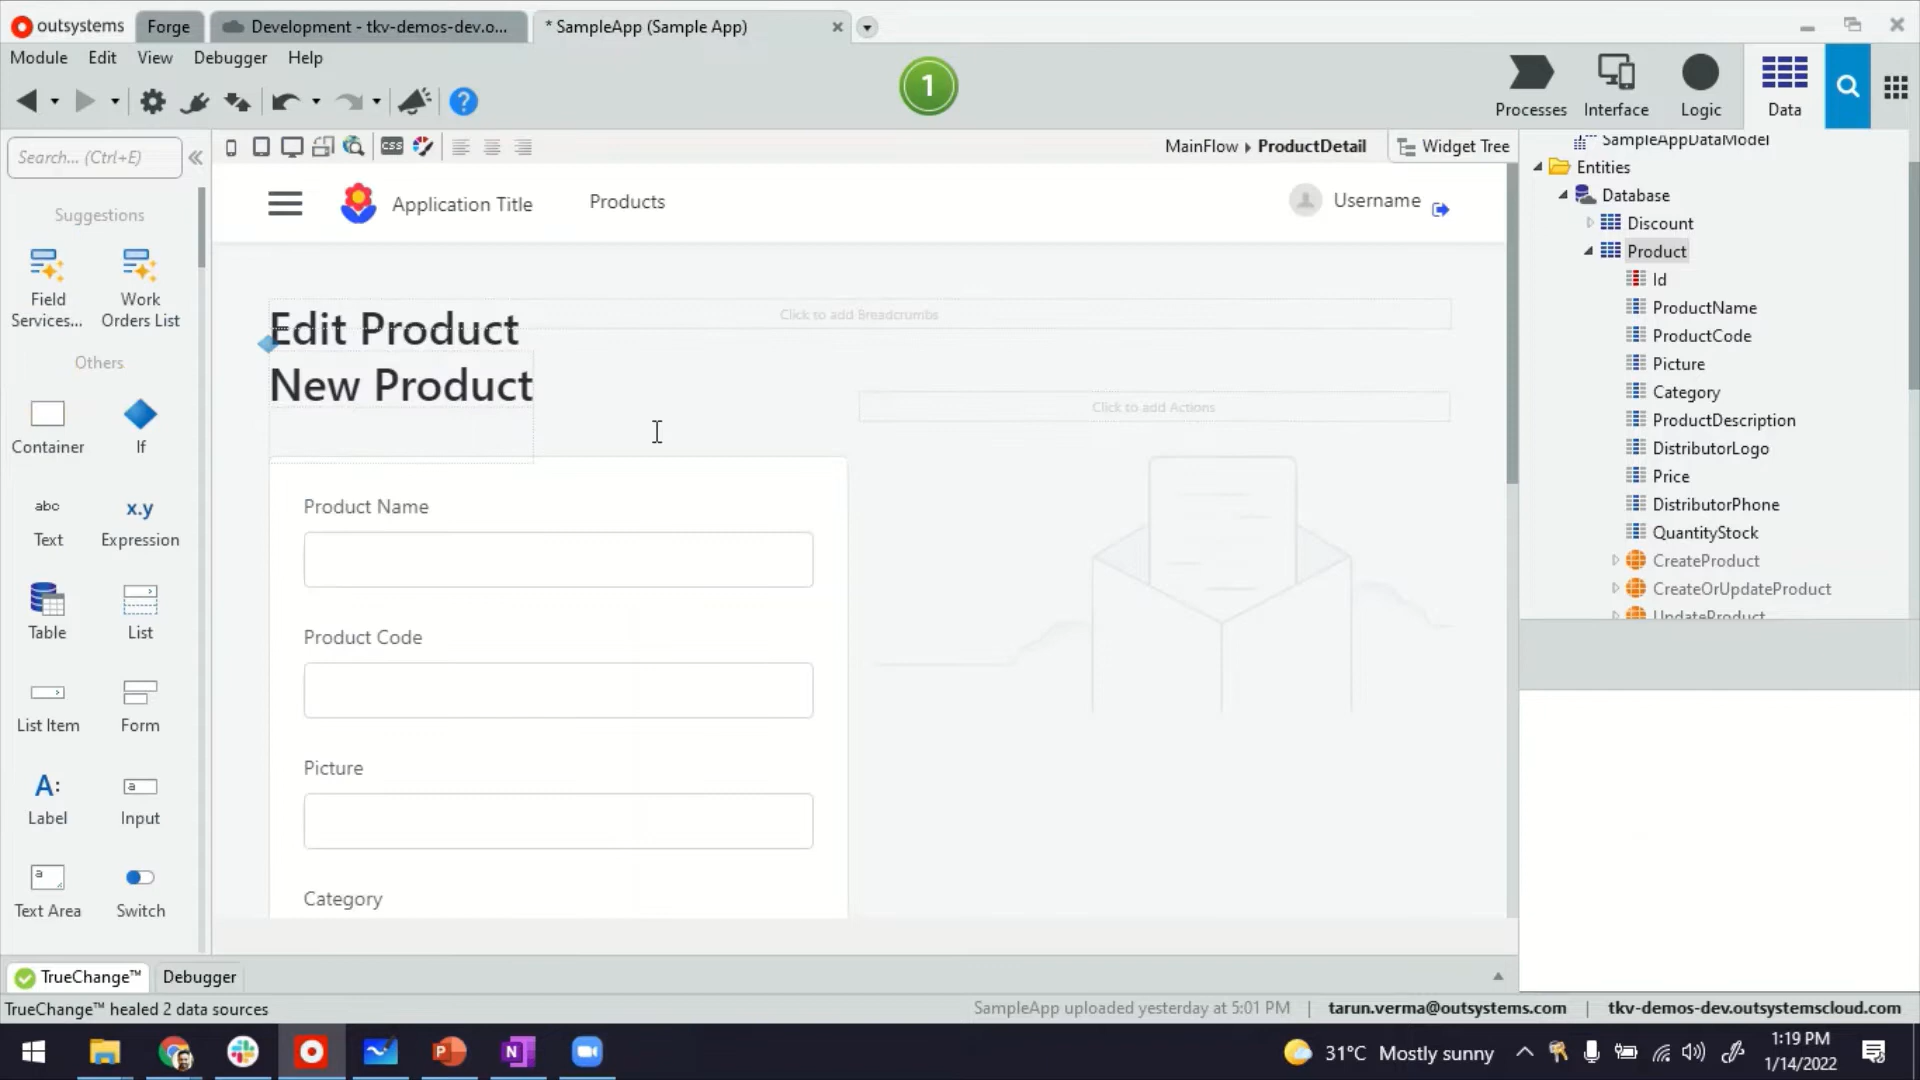 outsystems
Forge
Development - tkv-demos-dev.o...
* SampleApp (Sample App)
Module
Edit
View
Debugger
Help
1
Processes
Interface
Logic
Data
Search... (Ctrl+E)
CSS
MainFlow
ProductDetail
Widget Tree
SampleAppDataModel
Entities
Database
Discount
Product
Id
ProductName
ProductCode
Picture
Category
ProductDescription
DistributorLogo
Price
DistributorPhone
QuantityStock
CreateProduct
CreateOrUpdateProduct
UpdateProduct
Suggestions
Field Services...
Work Orders List
Others
Container
If
abc
Text
x.y
Expression
Table
List
List Item
Form
A:
Label
a
Input
a
Text Area
Switch
Application Title
Products
Username
Click to add Breadcrumbs
Edit Product
New Product
Click to add Actions
Product Name
Product Code
Picture
Category
TrueChange™
Debugger
TrueChange™ healed 2 data sources
SampleApp uploaded yesterday at 5:01 PM
tarun.verma@outsystems.com
tkv-demos-dev.outsystemscloud.com
31°C Mostly sunny
1:19 PM
1/14/2022